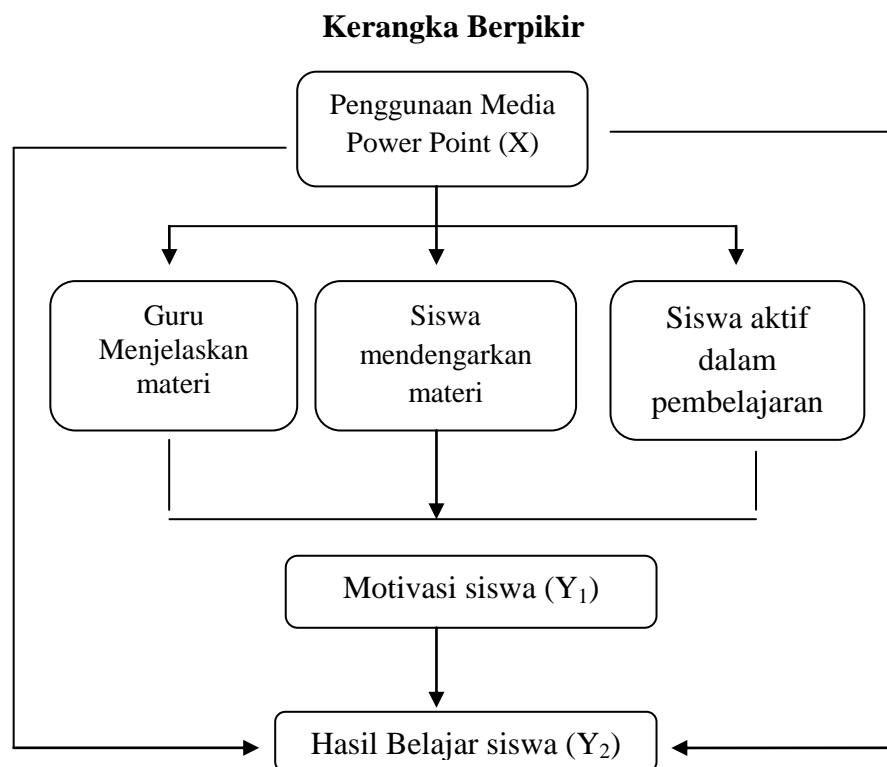 Kerangka Berpikir
Penggunaan Media
Power Point (X)
Guru
Menjelaskan
materi
Siswa
mendengarkan
materi
Siswa aktif
dalam
pembelajaran
Motivasi siswa (Y₁)
Hasil Belajar siswa (Y₂)